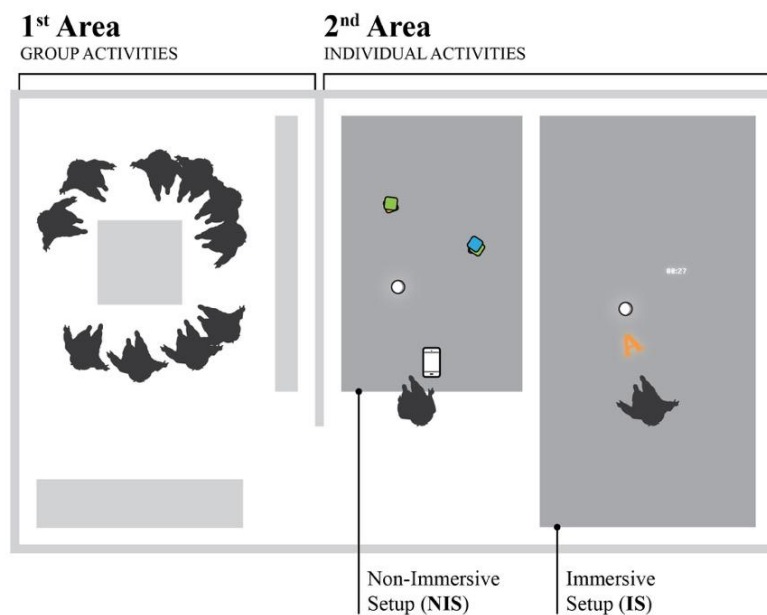 1st Area
GROUP ACTIVITIES
2nd Area
INDIVIDUAL ACTIVITIES
00:27
A
Non-Immersive
Setup (NIS)
Immersive
Setup (IS)